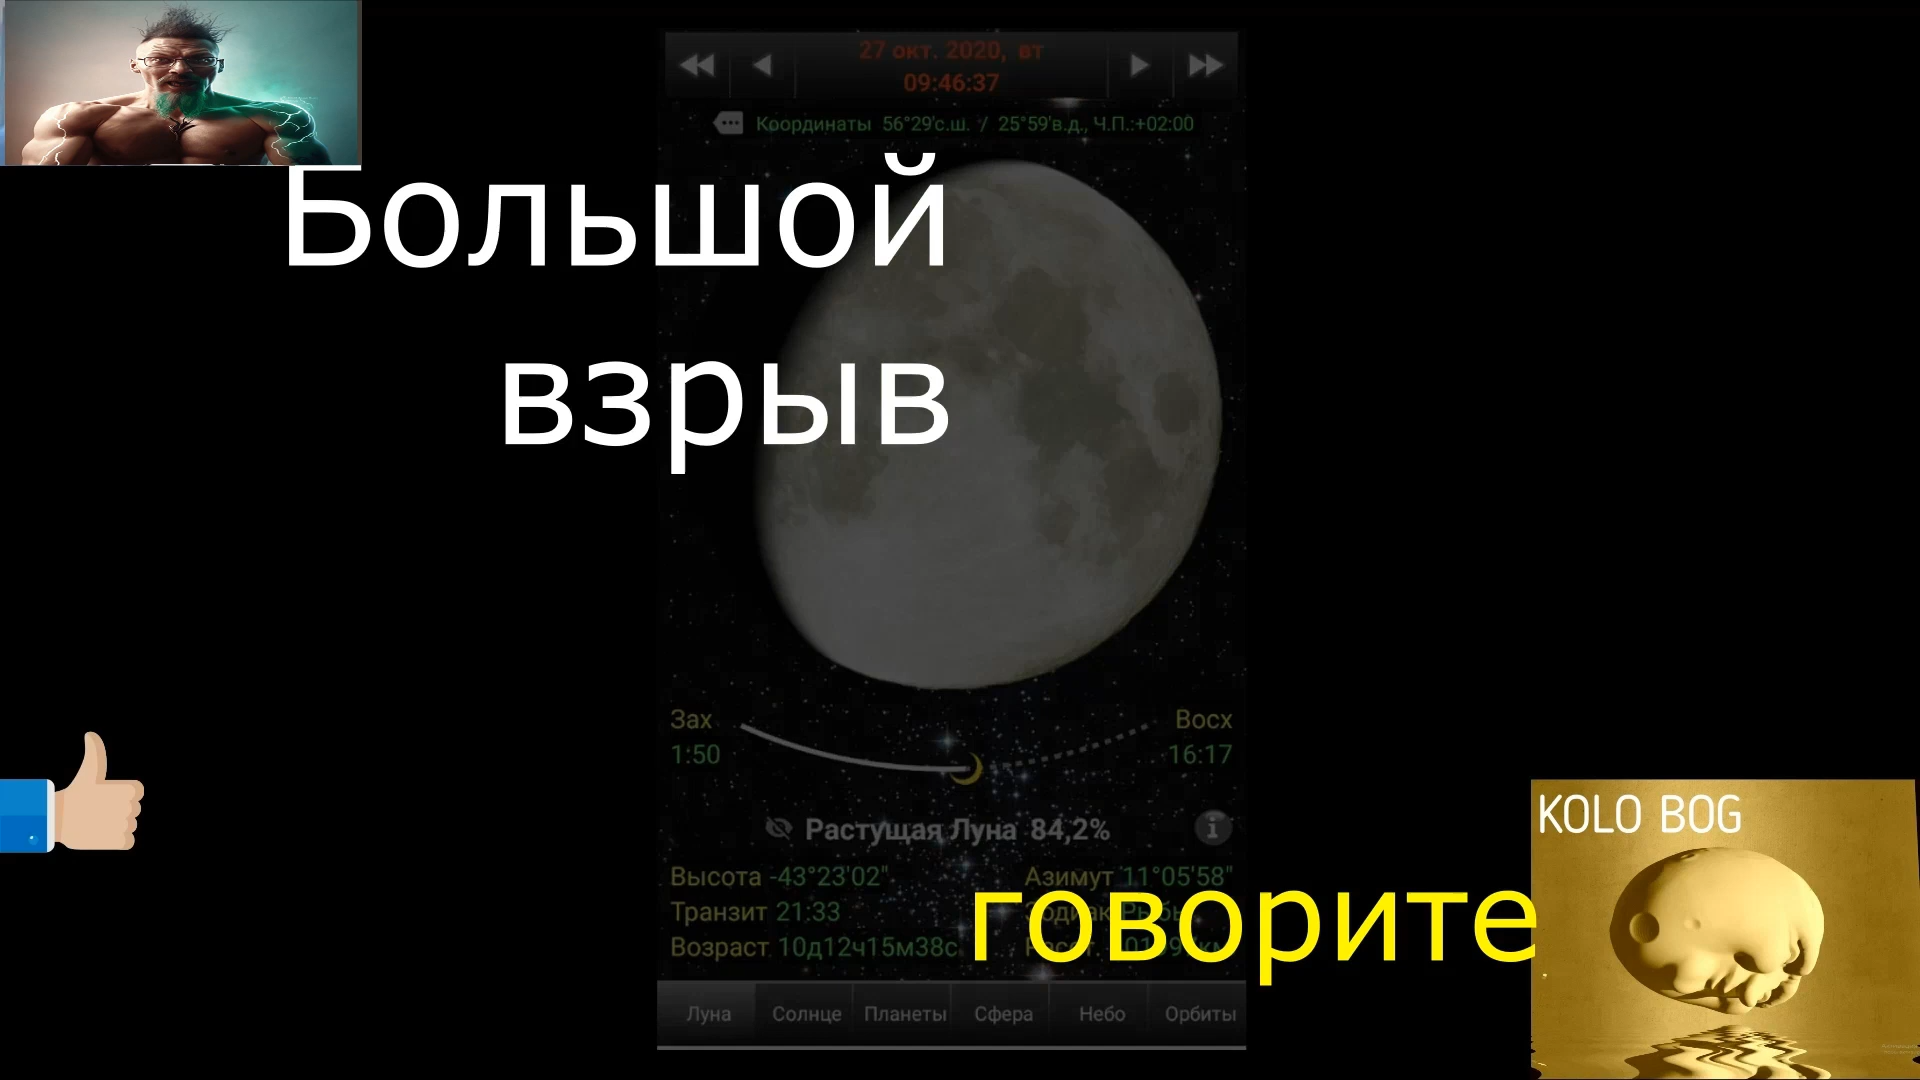 27 окт. 2020, вт
09:46:37
Координаты 56°29'с.ш. / 25°59'в.д., Ч.П.:+02:00
Большой
взрыв
Зах
1:50
Восх
16:17
Растущая Луна 84,2%
Высота -43°23'02"
Азимут 11°05'58"
Транзит 21:33
Зодиак Рыбы
Возраст 10д12ч15м38с
говорите
KOLO BOG
Луна Солнце Планеты Сфера Небо Орбиты